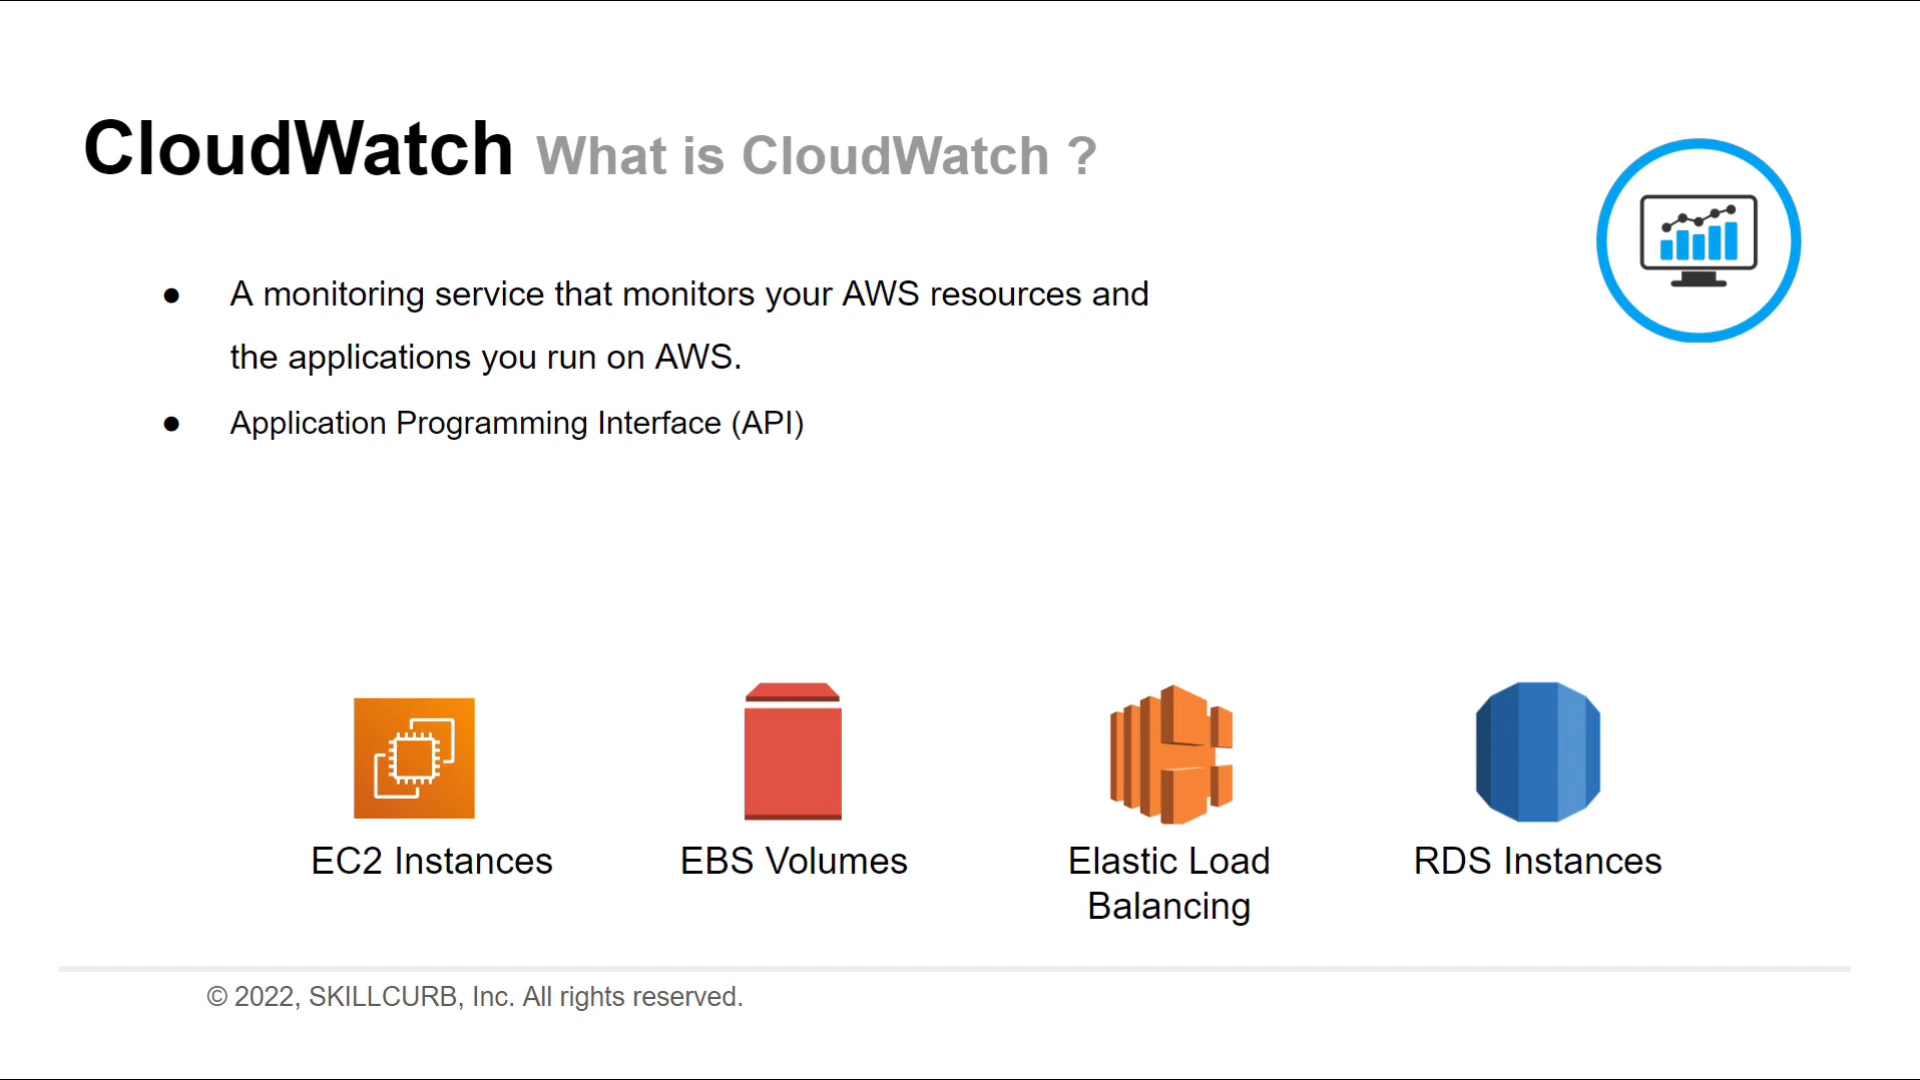 CloudWatch What is CloudWatch ?
● A monitoring service that monitors your AWS resources and
the applications you run on AWS.
● Application Programming Interface (API)
EC2 Instances
EBS Volumes
Elastic Load
Balancing
RDS Instances
© 2022, SKILLCURB, Inc. All rights reserved.